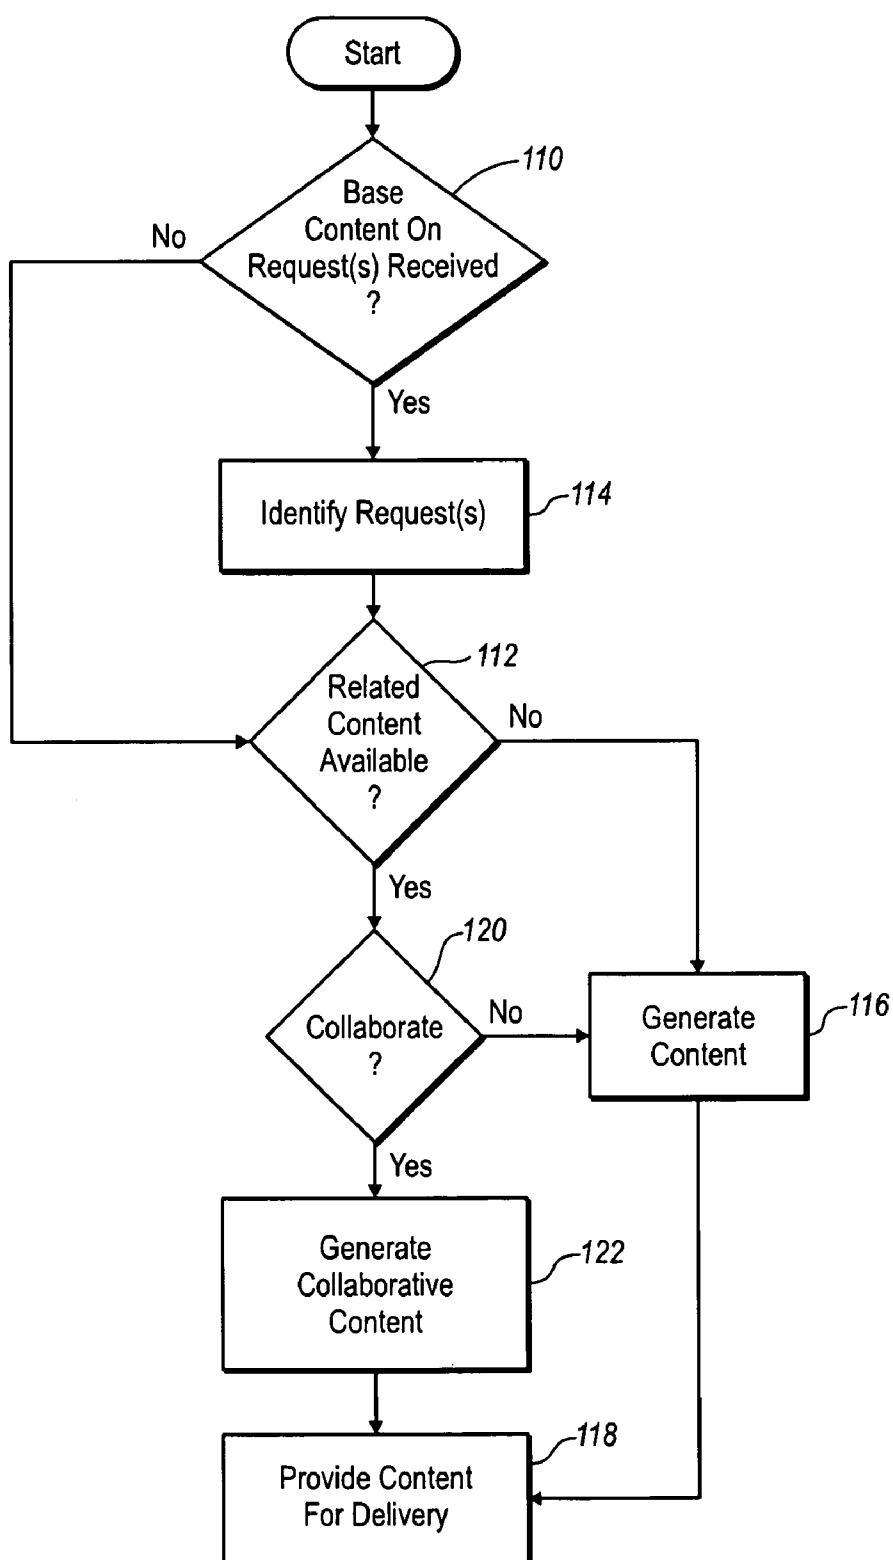 Start
110
Base
Content On
Request(s) Received
?
No
Yes
114
Identify Request(s)
112
Related
Content
Available
?
No
Yes
120
Collaborate
?
No
116
Generate
Content
Yes
122
Generate
Collaborative
Content
118
Provide Content
For Delivery